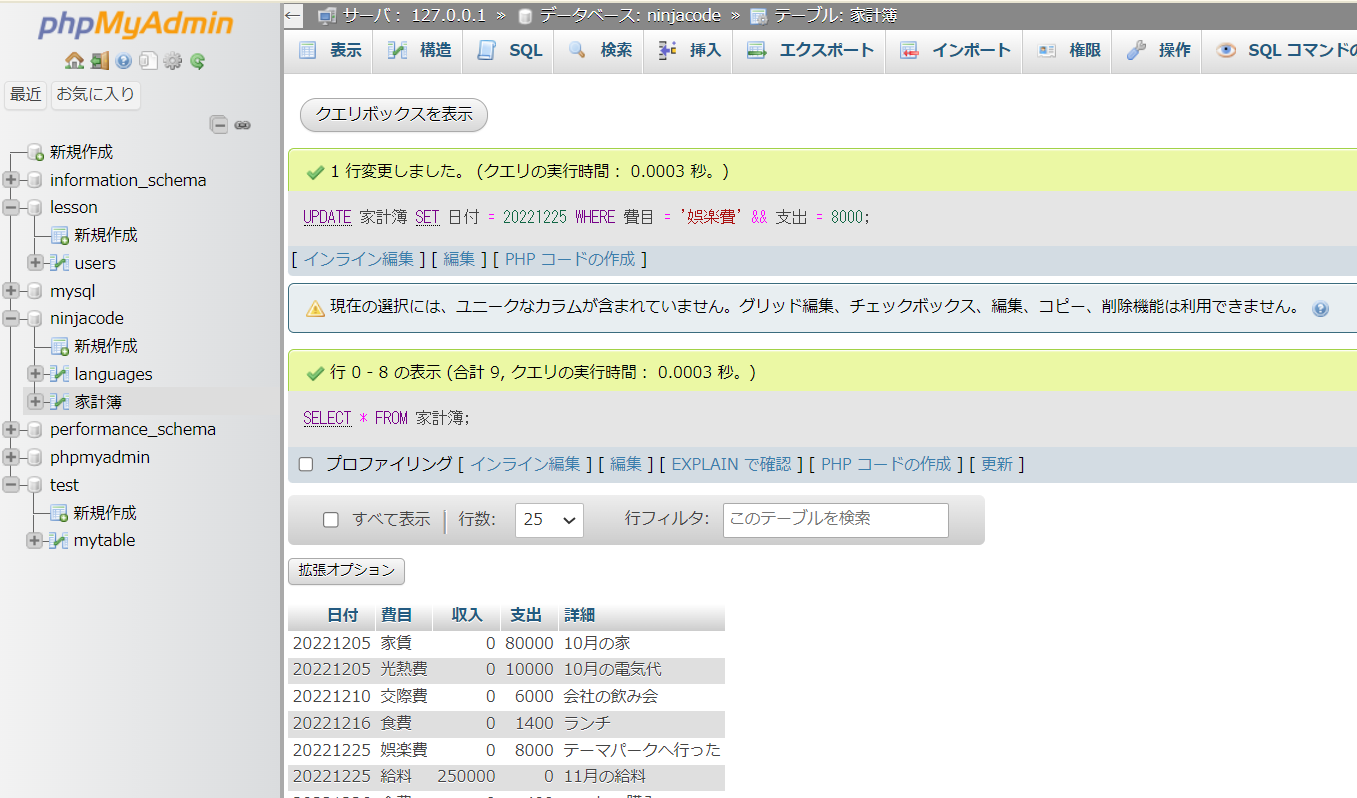 phpMyAdmin
最近 お気に入り
新規作成
information_schema
lesson
新規作成
users
mysql
ninjacode
新規作成
languages
家計簿
performance_schema
phpmyadmin
test
新規作成
mytable
← サーバ: 127.0.0.1 » データベース: ninjacode » テーブル: 家計簿
表示 構造 SQL 検索 挿入 エクスポート インポート 権限 操作 SQL コマンドの
クエリボックスを表示
1 行変更しました。 (クエリの実行時間: 0.0003 秒。)
UPDATE 家計簿 SET 日付 = 20221225 WHERE 費目 = '娯楽費' && 支出 = 8000;
[ インライン編集 ] [ 編集 ] [ PHP コードの作成 ]
現在の選択には、ユニークなカラムが含まれていません。グリッド編集、チェックボックス、編集、コピー、削除機能は利用できません。
行 0 - 8 の表示 (合計 9, クエリの実行時間: 0.0003 秒。)
SELECT * FROM 家計簿;
プロファイリング [ インライン編集 ] [ 編集 ] [ EXPLAIN で確認 ] [ PHP コードの作成 ] [ 更新 ]
すべて表示 行数: 25 行フィルタ: このテーブルを検索
拡張オプション
日付 費目 収入 支出 詳細
20221205 家賃 0 80000 10月の家
20221205 光熱費 0 10000 10月の電気代
20221210 交際費 0 6000 会社の飲み会
20221216 食費 0 1400 ランチ
20221225 娯楽費 0 8000 テーマパークへ行った
20221225 給料 250000 0 11月の給料